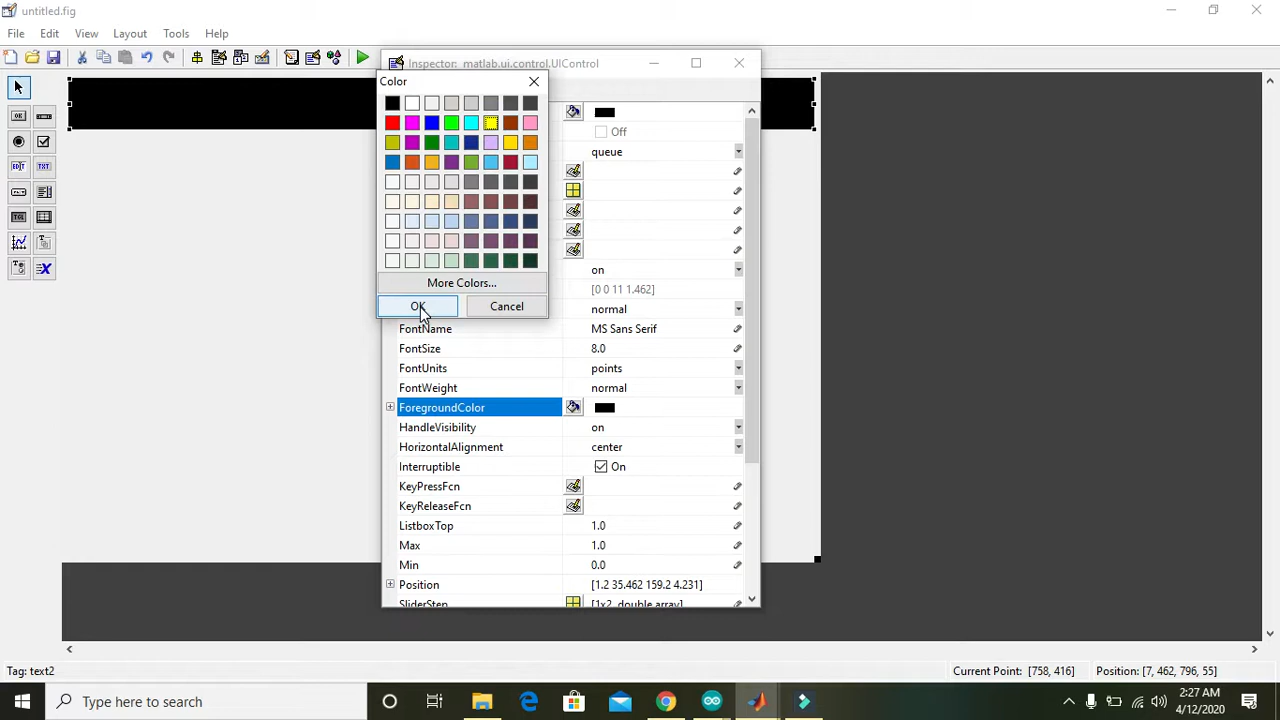 untitled.fig
File Edit View Layout Tools Help
Inspector: matlab.ui.control.UIControl
Color
Off
queue
on
[0 0 11 1.462]
More Colors...
OK Cancel
normal
FontName MS Sans Serif
FontSize 8.0
FontUnits points
FontWeight normal
ForegroundColor
HandleVisibility on
HorizontalAlignment center
Interruptible On
KeyPressFcn
KeyReleaseFcn
ListboxTop 1.0
Max 1.0
Min 0.0
Position [1.2 35.462 159.2 4.231]
SliderStep [1x2 double array]
OK
EDIT TXT
TGL
Tag: text2 Current Point: [758, 416] Position: [7, 462, 796, 55]
Type here to search
2:27 AM
4/12/2020